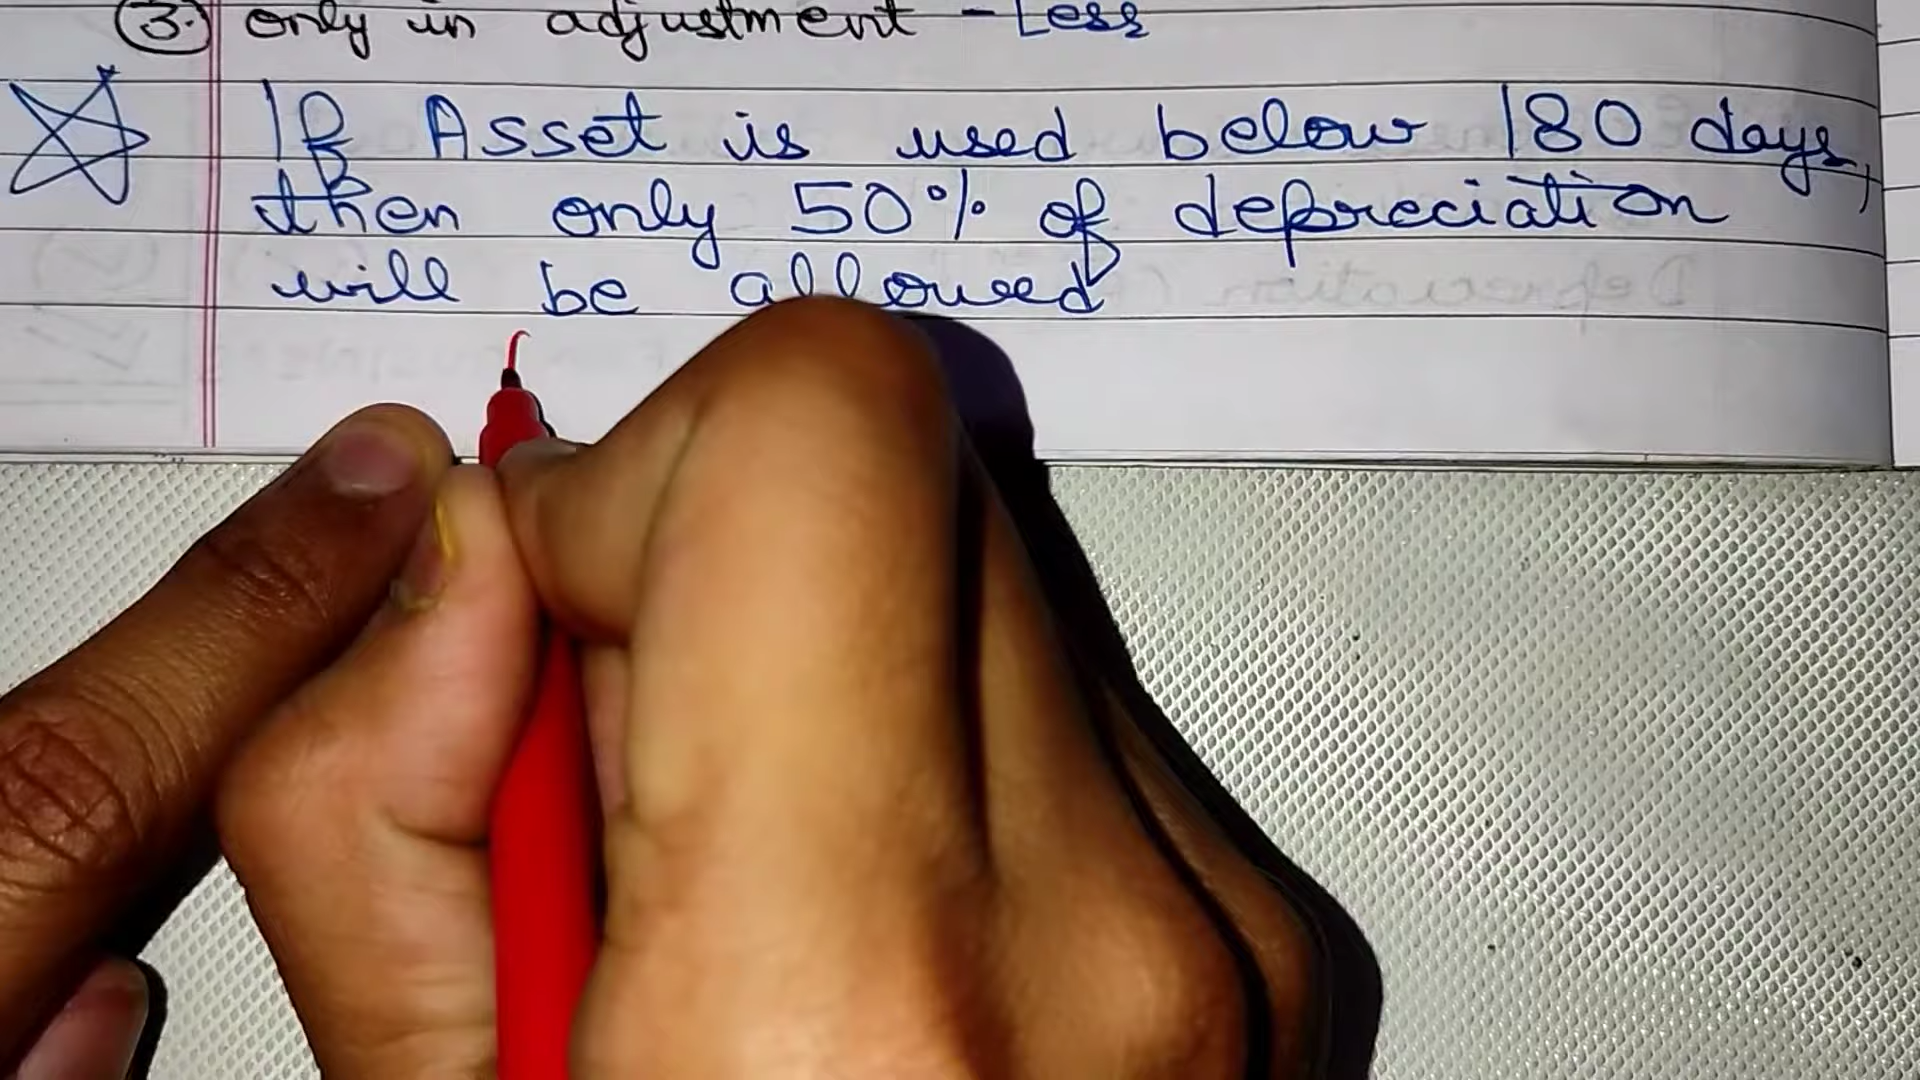 3. only in adjustment - Less
If Asset is used below 180 days,
then only 50% of depreciation
will be allowed